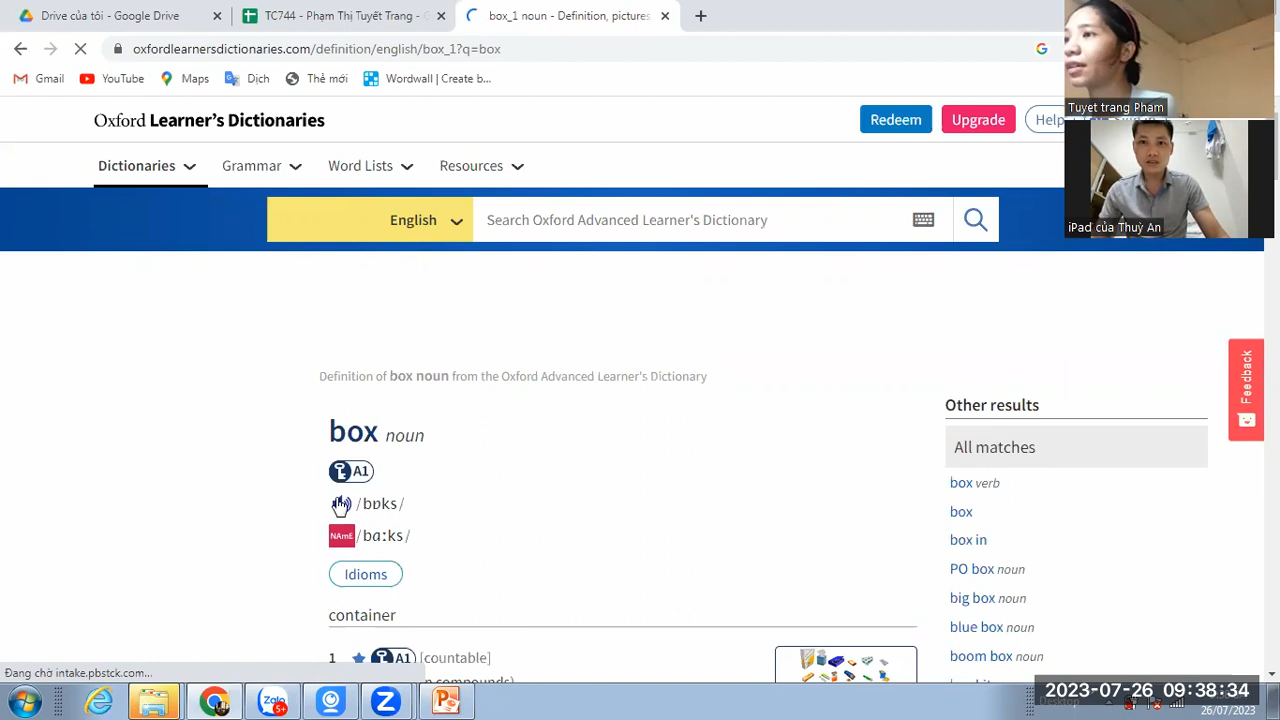 Drive của tôi - Google Drive
TC744 - Phạm Thị Tuyết Trang - G
box_1 noun - Definition, pictures
oxfordlearnersdictionaries.com/definition/english/box_1?q=box
Gmail
YouTube
Maps
Dịch
Thẻ mới
Wordwall | Create b...
Tuyet trang Pham
Oxford Learner's Dictionaries
Redeem
Upgrade
Help
Dictionaries
Grammar
Word Lists
Resources
iPad của Thuỳ An
English
Search Oxford Advanced Learner's Dictionary
Feedback
Definition of box noun from the Oxford Advanced Learner's Dictionary
box noun
A1
/bɒks/
NAmE /bɑːks/
Idioms
container
1 A1 [countable]
Other results
All matches
box verb
box
box in
PO box noun
big box noun
blue box noun
boom box noun
Đang chờ intake.pbstck.com...
Zalo
5+
2023-07-26 09:38:34
Desktop
26/07/2023